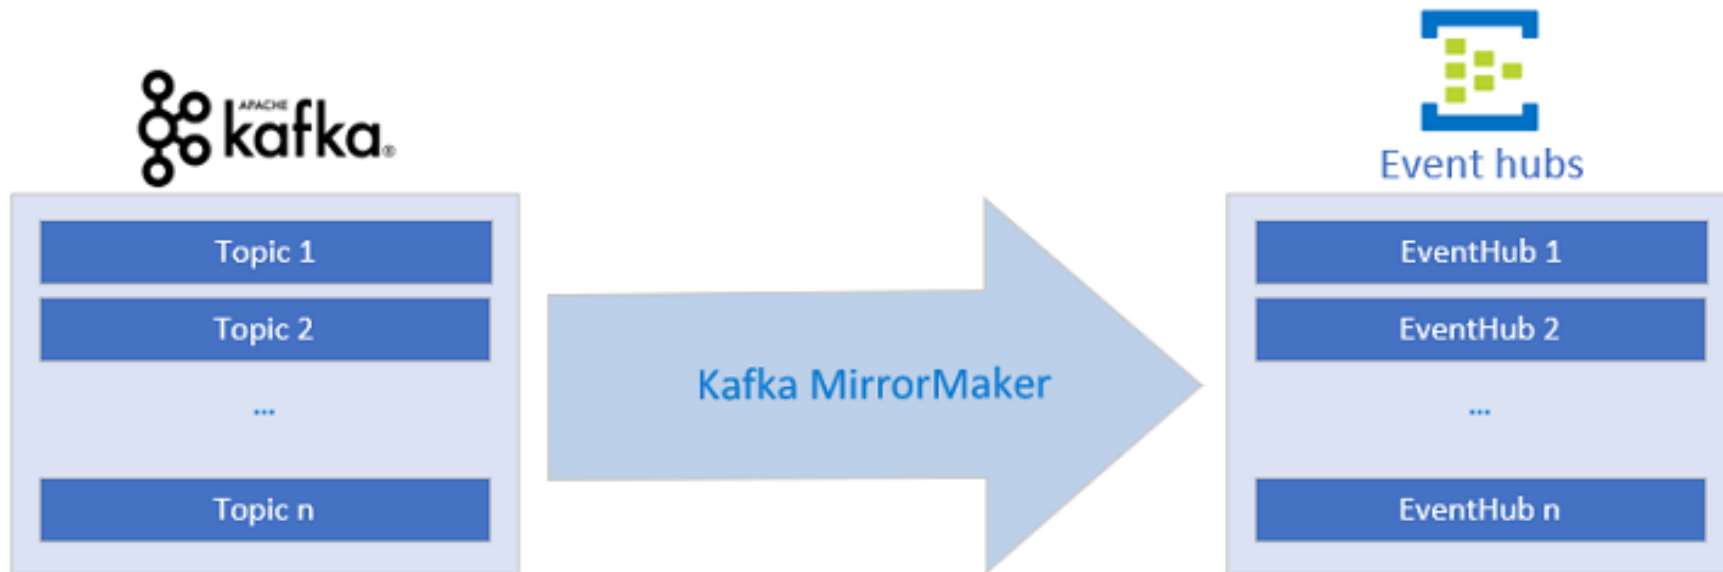 APACHE
kafka®
Event hubs
Topic 1
Topic 2
...
Topic n
Kafka MirrorMaker
EventHub 1
EventHub 2
...
EventHub n